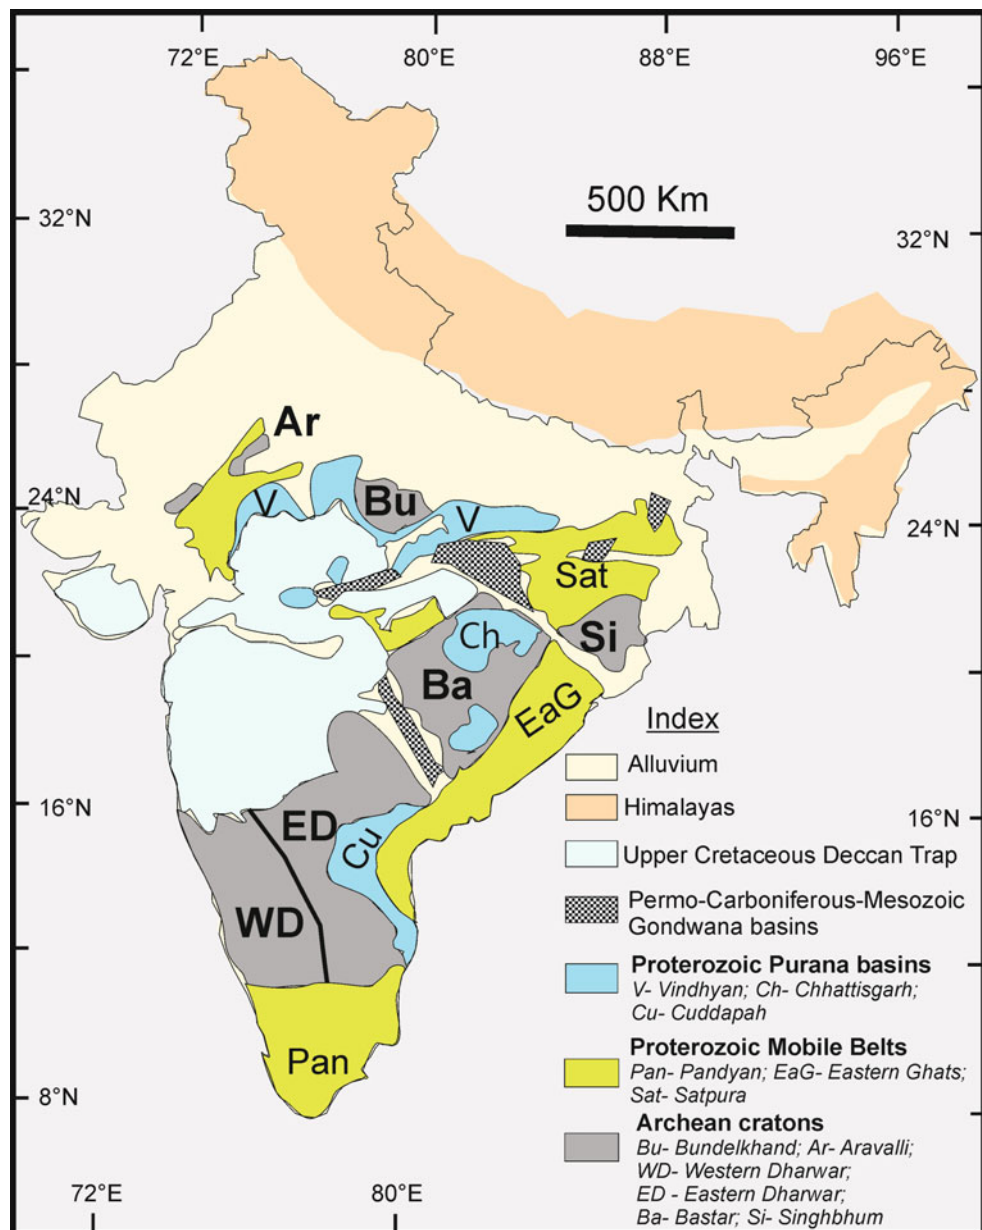 72°E 80°E 88°E 96°E
500 Km
32°N 32°N
Ar
24°N V Bu V 24°N
Sat
Si
Ch
Ba
EaG
Index
Alluvium
16°N Himalayas 16°N
ED
Cu
Upper Cretaceous Deccan Trap
WD
Permo-Carboniferous-Mesozoic
Gondwana basins
Proterozoic Purana basins
V- Vindhyan; Ch- Chhattisgarh;
Cu- Cuddapah
Pan
Proterozoic Mobile Belts
Pan- Pandyan; EaG- Eastern Ghats;
Sat- Satpura
8°N
Archean cratons
Bu- Bundelkhand; Ar- Aravalli;
WD- Western Dharwar;
ED - Eastern Dharwar;
Ba- Bastar; Si- Singhbhum
72°E 80°E